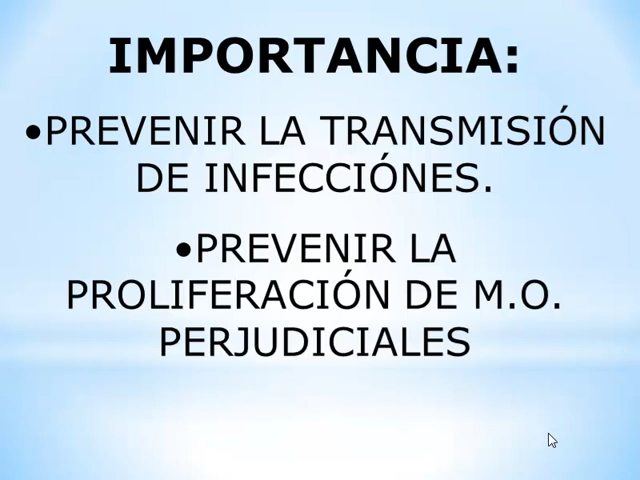 IMPORTANCIA:
•PREVENIR LA TRANSMISIÓN
DE INFECCIÓNES.
•PREVENIR LA
PROLIFERACIÓN DE M.O.
PERJUDICIALES